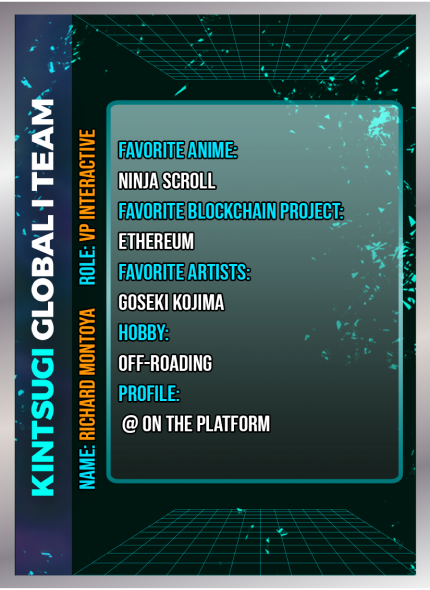 KINTSUGI GLOBAL I TEAM
NAME: RICHARD MONTOYA ROLE: VP INTERACTIVE
FAVORITE ANIME:
NINJA SCROLL
FAVORITE BLOCKCHAIN PROJECT:
ETHEREUM
FAVORITE ARTISTS:
GOSEKI KOJIMA
HOBBY:
OFF-ROADING
PROFILE:
@ ON THE PLATFORM